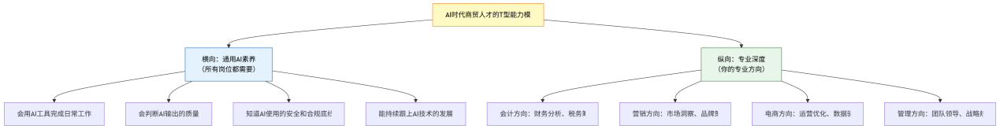 AI时代商贸人才的T型能力模
横向：通用AI素养
（所有岗位都需要）
纵向：专业深度
（你的专业方向）
会用AI工具完成日常工作
会判断AI输出的质量
知道AI使用的安全和合规底
能持续跟上AI技术的发展
会计方向：财务分析、税务
营销方向：市场洞察、品牌
电商方向：运营优化、数据
管理方向：团队领导、战略